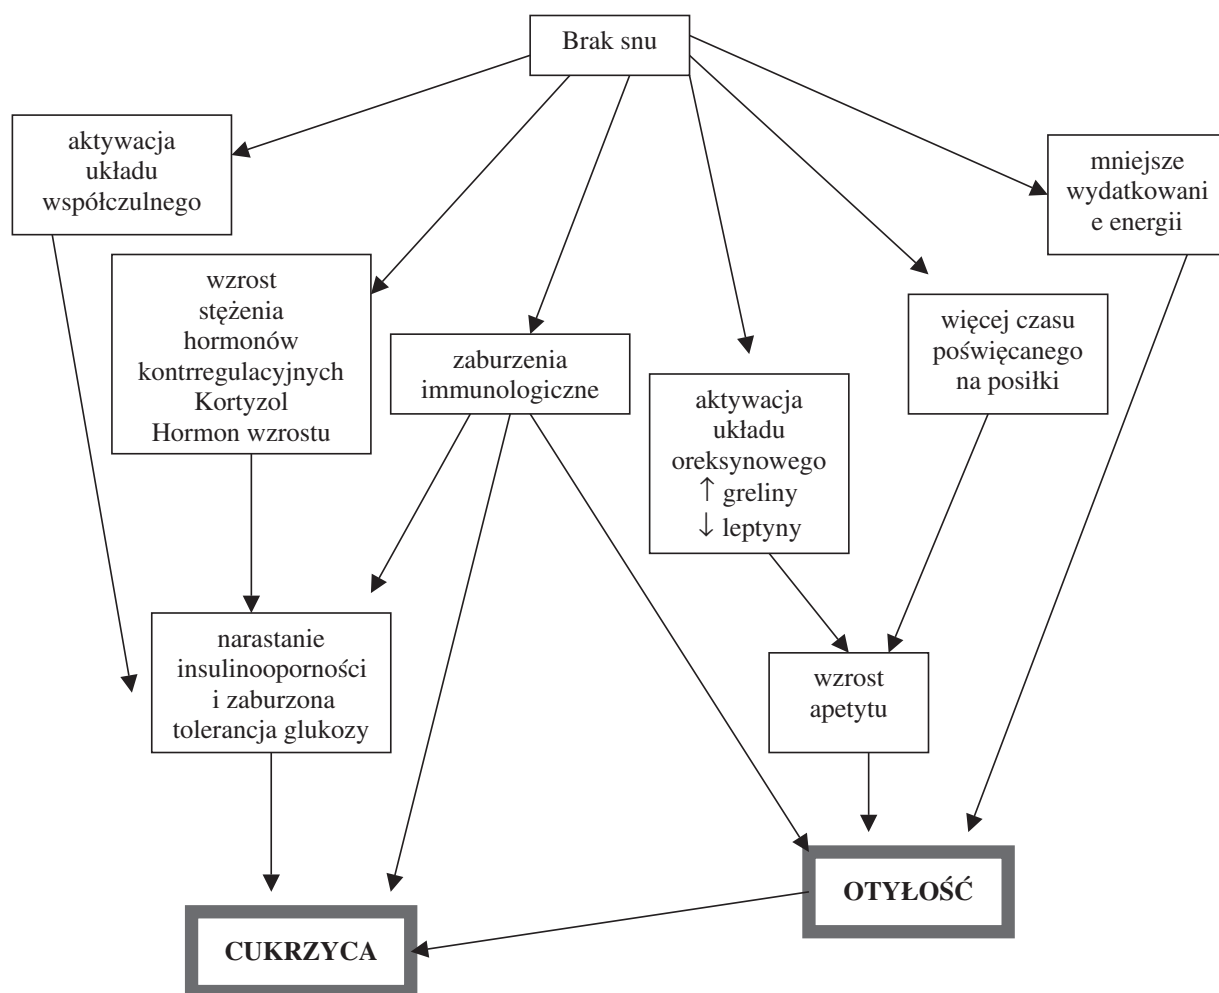 Brak snu
aktywacja
układu
współczulnego
mniejsze
wydatkowani
e energii
wzrost
stężenia
hormonów
kontrregulacyjnych
Kortyzol
Hormon wzrostu
zaburzenia
immunologiczne
aktywacja
układu
oreksynowego
↑ greliny
↓ leptyny
więcej czasu
poświęcanego
na posiłki
narastanie
insulinooporności
i zaburzona
tolerancja glukozy
wzrost
apetytu
OTYŁOŚĆ
CUKRZYCA